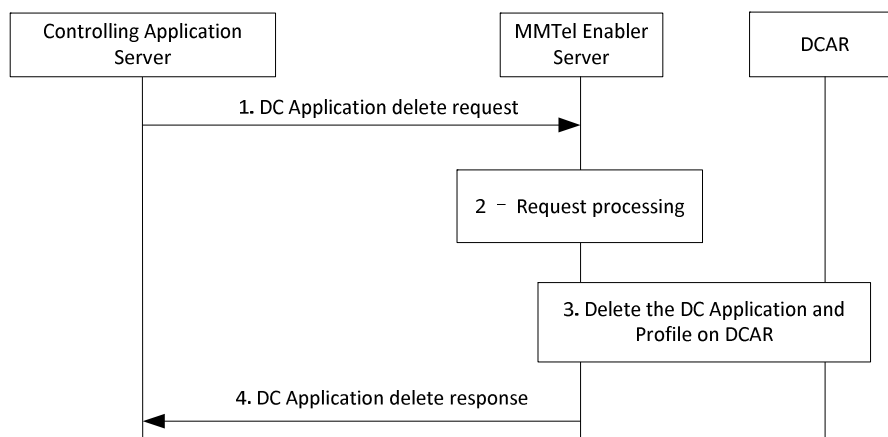 Controlling Application
Server
MMTel Enabler
Server
DCAR
1. DC Application delete request
2 – Request processing
3. Delete the DC Application and
Profile on DCAR
4. DC Application delete response